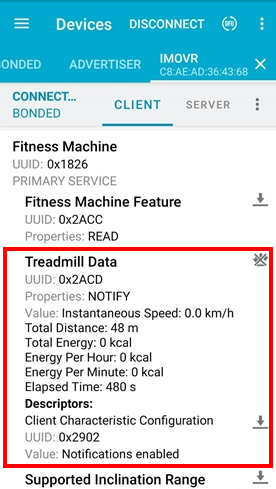 Devices DISCONNECT DFU
BONDED ADVERTISER IMOVR
C8:AE:AD:36:43:68
CONNECT... CLIENT SERVER
BONDED
Fitness Machine
UUID: 0x1826
PRIMARY SERVICE
Fitness Machine Feature
UUID: 0x2ACC
Properties: READ
Treadmill Data
UUID: 0x2ACD
Properties: NOTIFY
Value: Instantaneous Speed: 0.0 km/h
Total Distance: 48 m
Total Energy: 0 kcal
Energy Per Hour: 0 kcal
Energy Per Minute: 0 kcal
Elapsed Time: 480 s
Descriptors:
Client Characteristic Configuration
UUID: 0x2902
Value: Notifications enabled
Supported Inclination Range